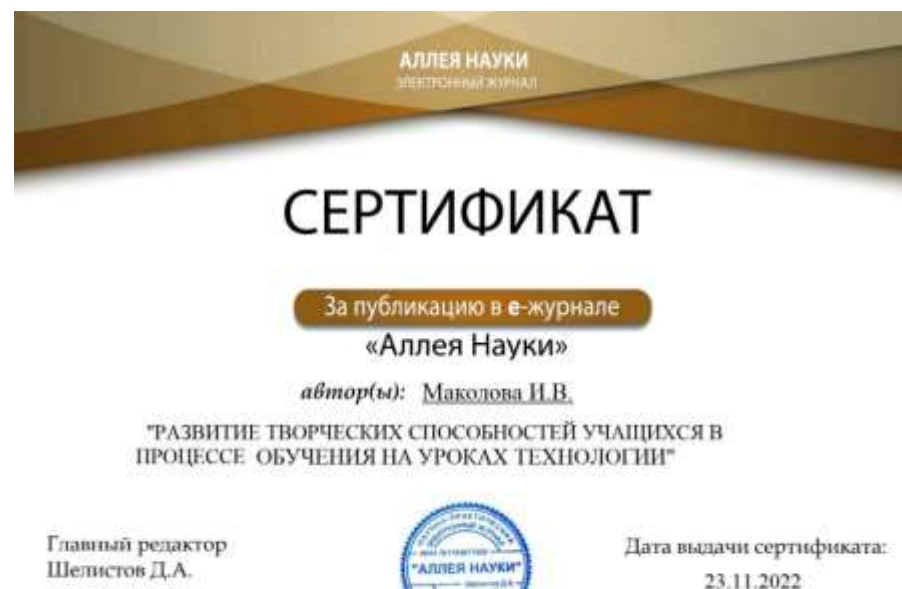 АЛЛЕЯ НАУКИ
ЭЛЕКТРОННЫЙ ЖУРНАЛ
СЕРТИФИКАТ
За публикацию в е-журнале
«Аллея Науки»
автор(ы): Маколова И.В.
"РАЗВИТИЕ ТВОРЧЕСКИХ СПОСОБНОСТЕЙ УЧАЩИХСЯ В
ПРОЦЕССЕ ОБУЧЕНИЯ НА УРОКАХ ТЕХНОЛОГИИ"
Главный редактор
Шелистов Д.А.
"АЛЛЕЯ НАУКИ"
Дата выдачи сертификата:
23.11.2022